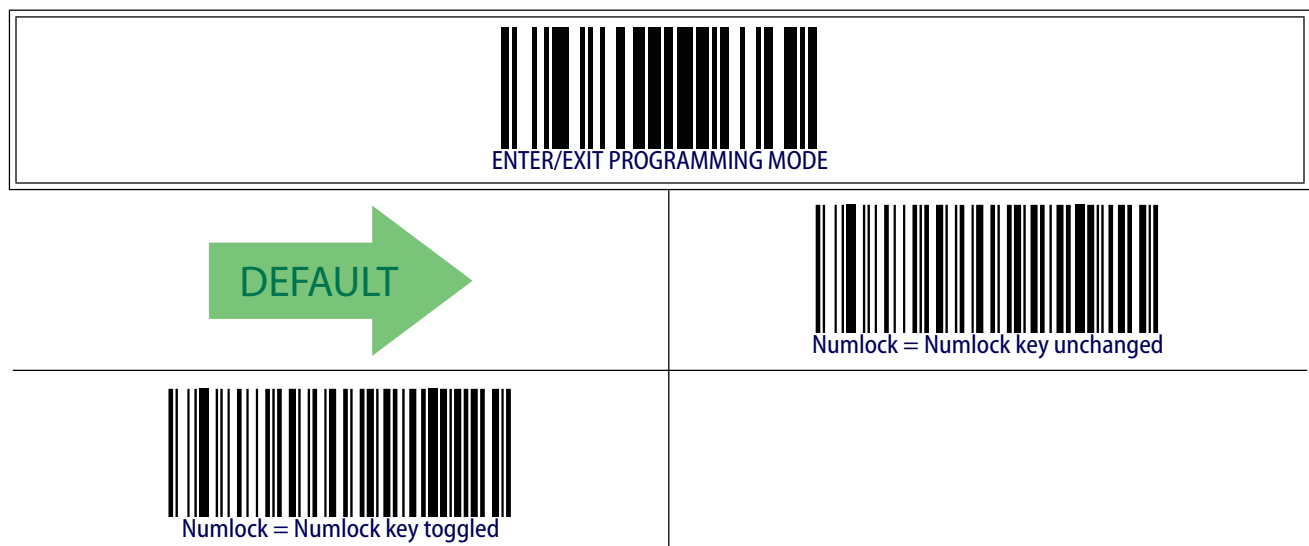 ENTER/EXIT PROGRAMMING MODE
DEFAULT
Numlock = Numlock key unchanged
Numlock = Numlock key toggled